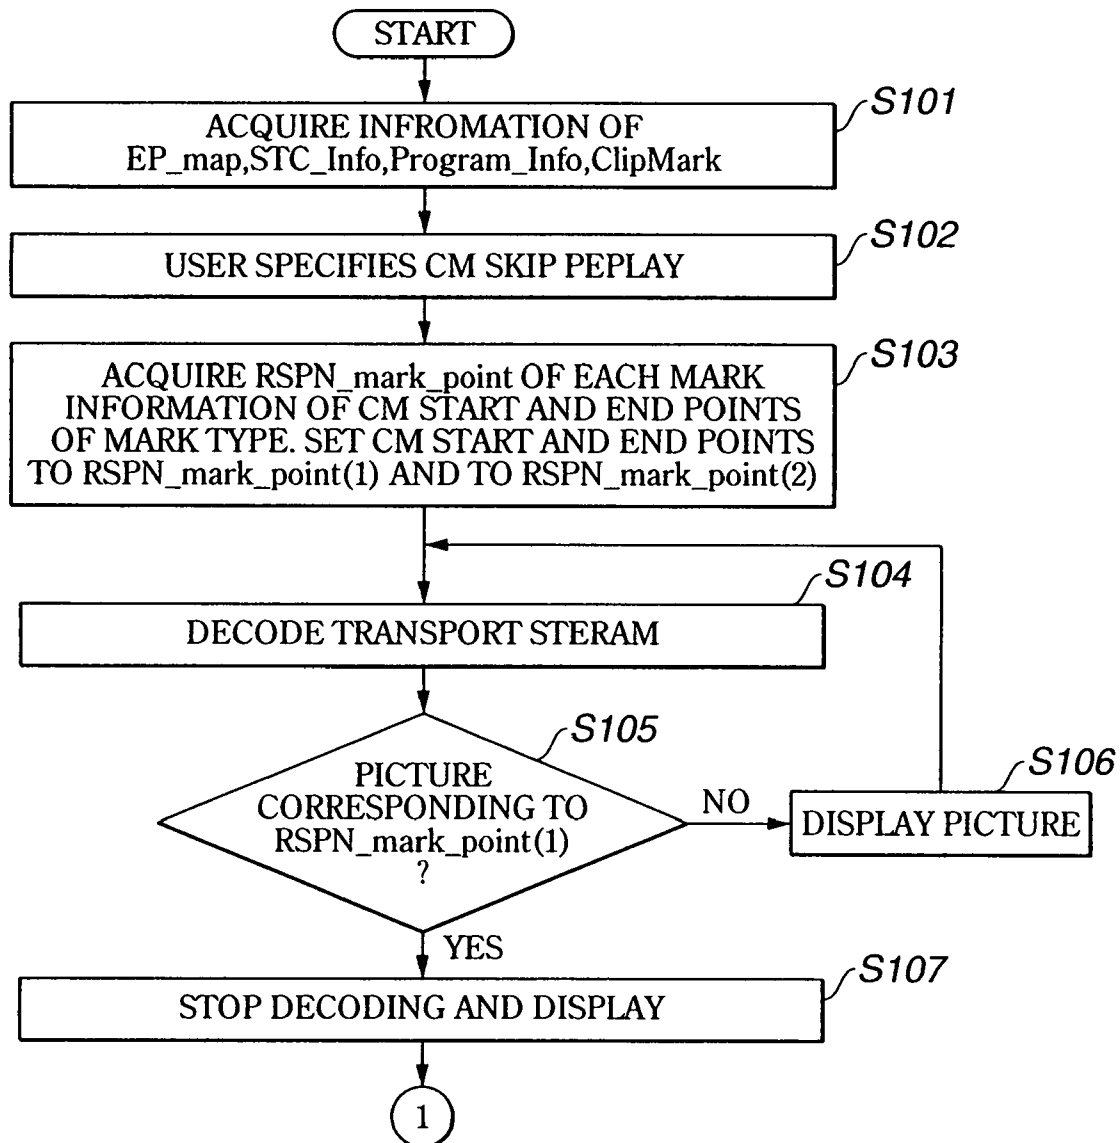 START
S101
ACQUIRE INFROMATION OF
EP_map,STC_Info,Program_Info,ClipMark
S102
USER SPECIFIES CM SKIP PEPLAY
S103
ACQUIRE RSPN_mark_point OF EACH MARK
INFORMATION OF CM START AND END POINTS
OF MARK TYPE. SET CM START AND END POINTS
TO RSPN_mark_point(1) AND TO RSPN_mark_point(2)
S104
DECODE TRANSPORT STERAM
S105
PICTURE
CORRESPONDING TO
RSPN_mark_point(1)
?
NO
S106
DISPLAY PICTURE
YES
S107
STOP DECODING AND DISPLAY
1